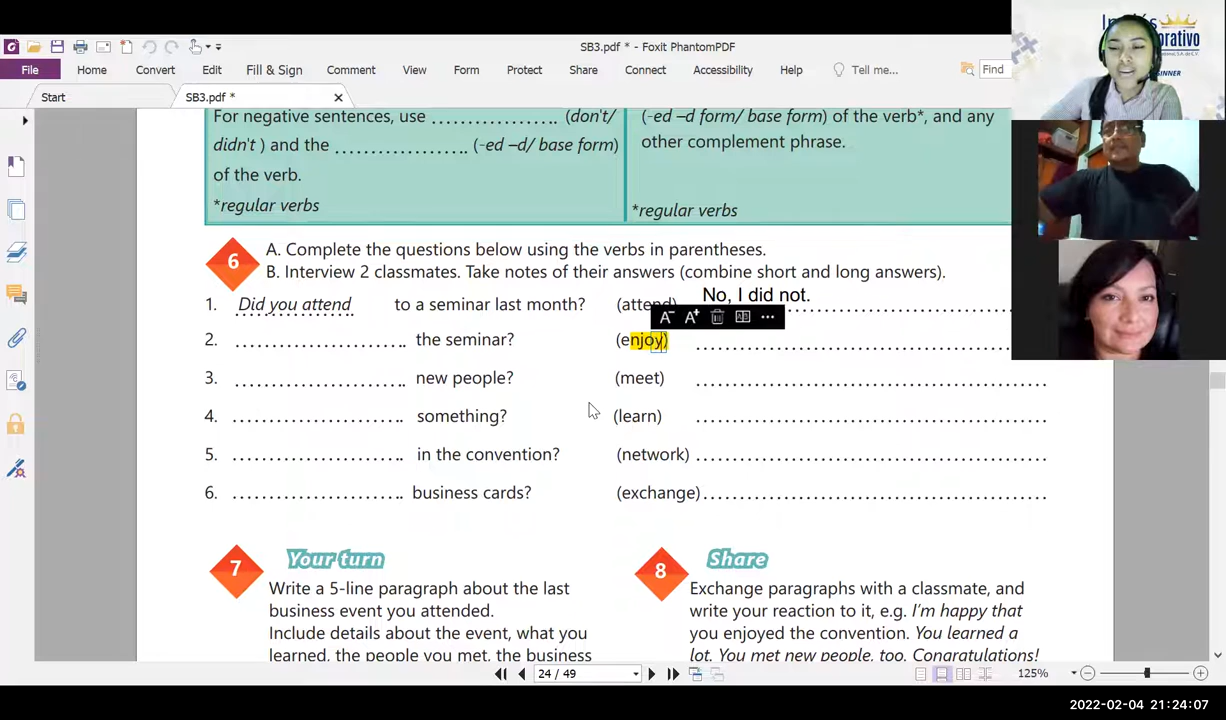 SB3.pdf * - Foxit PhantomPDF
File Home Convert Edit Fill & Sign Comment View Form Protect Share Connect Accessibility Help Tell me... Find
Start SB3.pdf *
For negative sentences, use .................. (don't/
didn't ) and the ................... (-ed –d/ base form)
of the verb.
*regular verbs
(-ed –d form/ base form) of the verb*, and any
other complement phrase.
*regular verbs
6 A. Complete the questions below using the verbs in parentheses.
B. Interview 2 classmates. Take notes of their answers (combine short and long answers).
1. Did you attend to a seminar last month? (attend) No, I did not.
2. the seminar? (enjoy)
3. new people? (meet)
4. something? (learn)
5. in the convention? (network)
6. business cards? (exchange)
7 Your turn
Write a 5-line paragraph about the last
business event you attended.
Include details about the event, what you
learned, the people you met, the business
8 Share
Exchange paragraphs with a classmate, and
write your reaction to it, e.g. I'm happy that
you enjoyed the convention. You learned a
lot. You met new people, too. Congratulations!
24 / 49
125%
2022-02-04 21:24:07